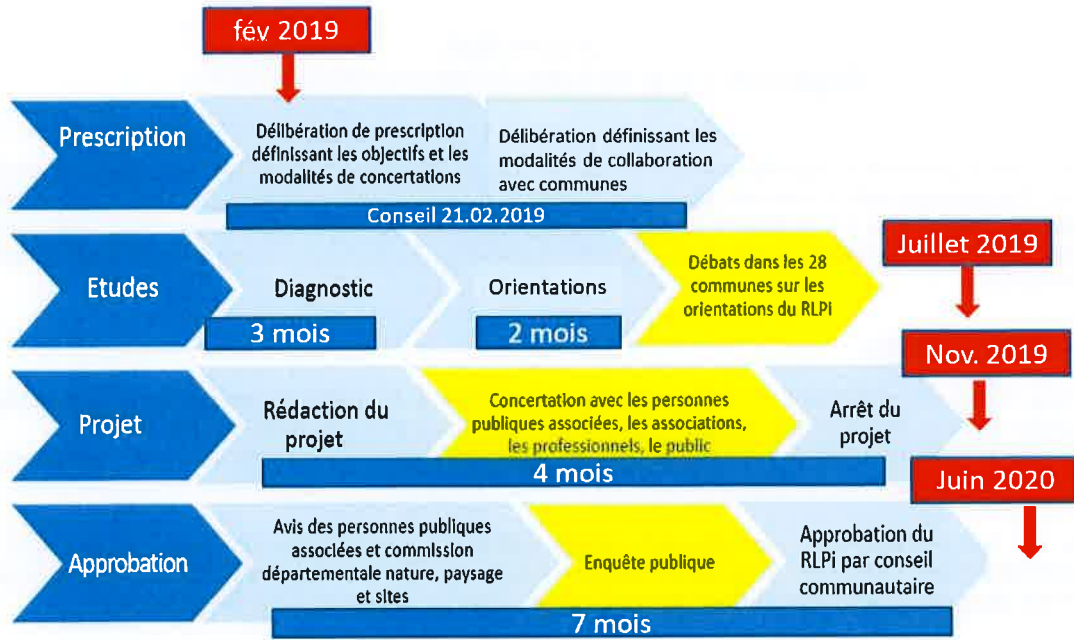 fév 2019
Prescription
Délibération de prescription
définissant les objectifs et les
modalités de concertations
Délibération définissant les
modalités de collaboration
avec communes
Conseil 21.02.2019
Juillet 2019
Etudes
Diagnostic
Orientations
Débats dans les 28
communes sur les
orientations du RLPi
3 mois
2 mois
Nov. 2019
Projet
Rédaction du
projet
Concertation avec les personnes
publiques associées, les associations,
les professionnels, le public
Arrêt du
projet
4 mois
Juin 2020
Approbation
Avis des personnes publiques
associées et commission
départementale nature, paysage
et sites
Enquête publique
Approbation du
RLPi par conseil
communautaire
7 mois